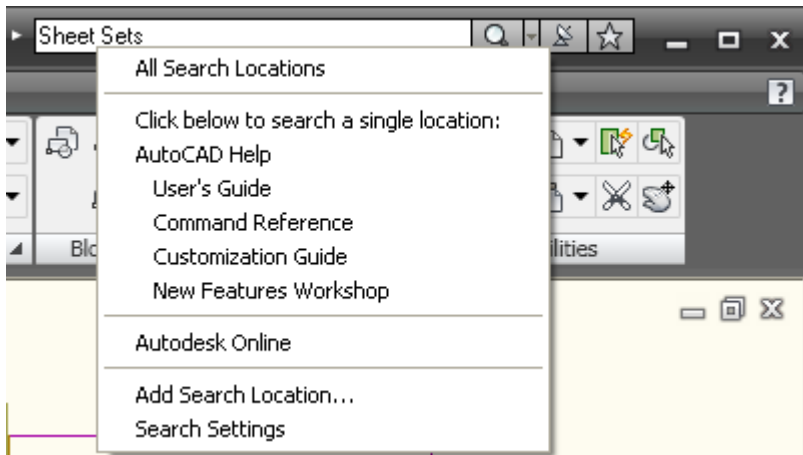 Sheet Sets
All Search Locations
?
Click below to search a single location:
AutoCAD Help
User's Guide
Command Reference
Customization Guide
New Features Workshop
Autodesk Online
Add Search Location...
Search Settings